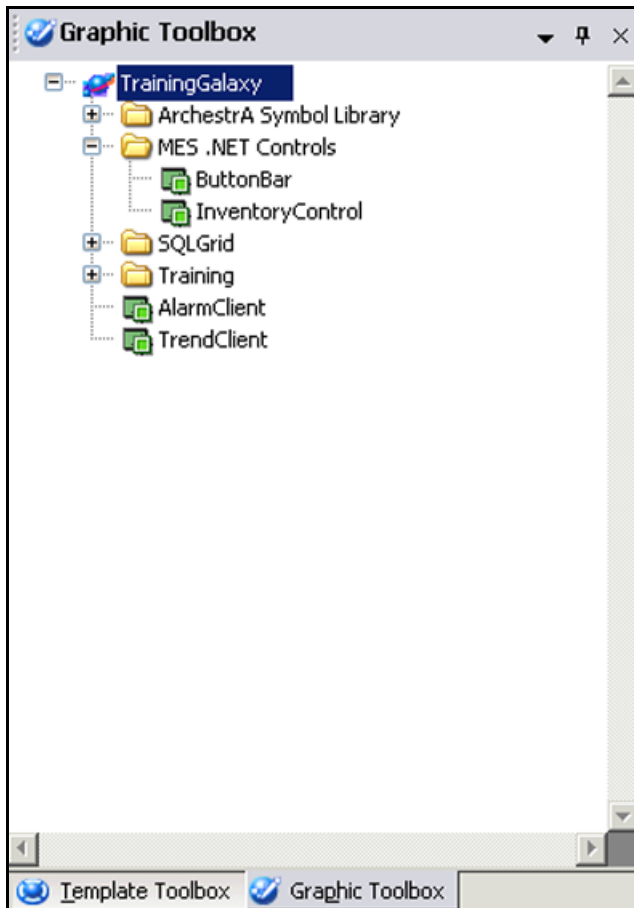 Graphic Toolbox
TrainingGalaxy
ArchestrA Symbol Library
MES .NET Controls
ButtonBar
InventoryControl
SQLGrid
Training
AlarmClient
TrendClient
Template Toolbox Graphic Toolbox